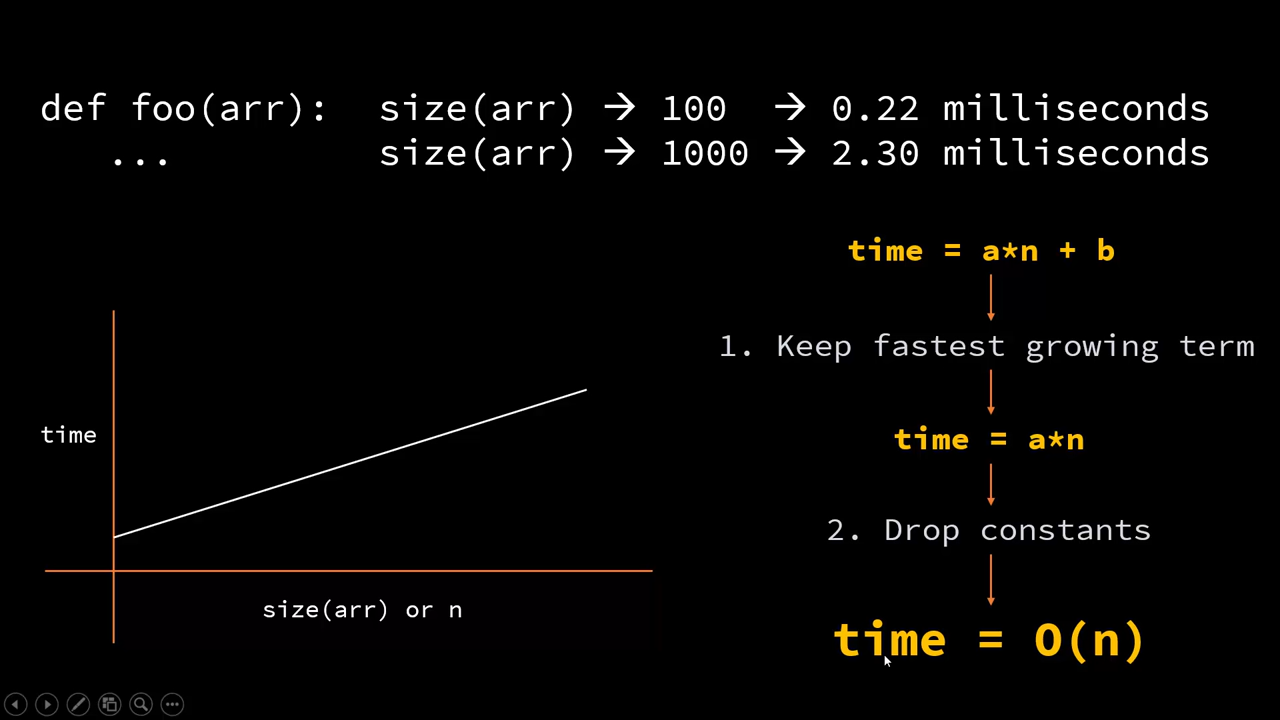 def foo(arr): size(arr) → 100 → 0.22 milliseconds
... size(arr) → 1000 → 2.30 milliseconds
time = a*n + b
1. Keep fastest growing term
time = a*n
2. Drop constants
time = O(n)
time
size(arr) or n